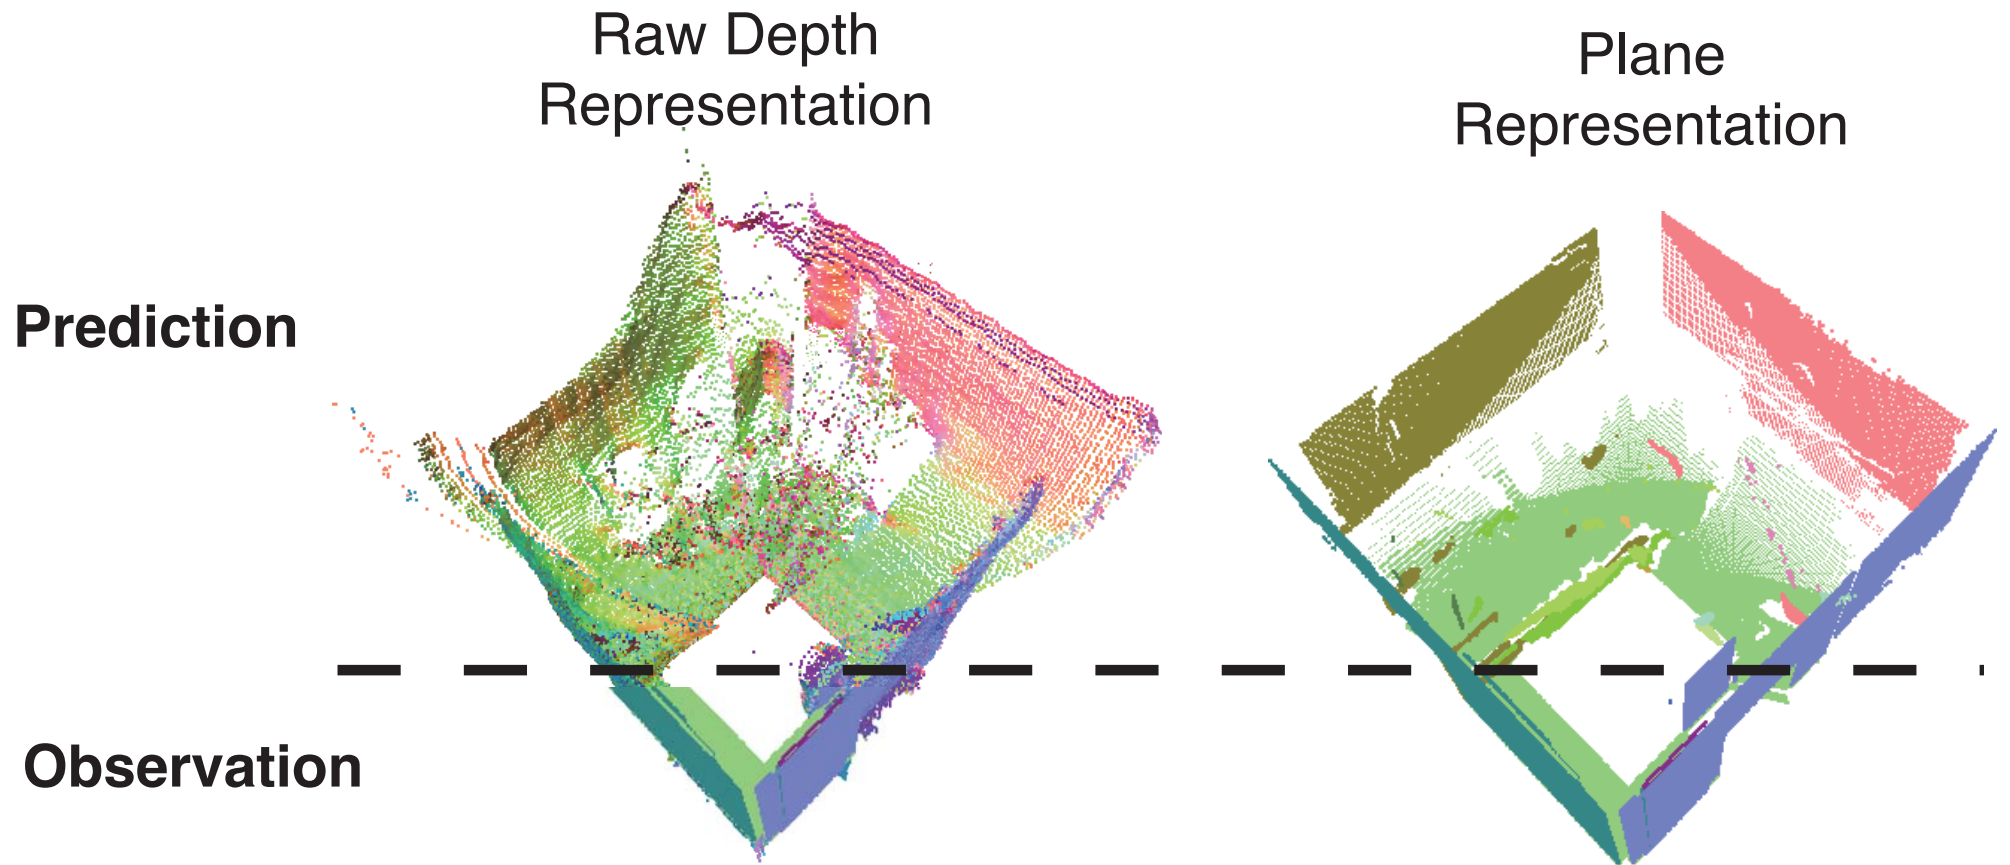 Raw Depth
Representation
Plane
Representation
Prediction
Observation